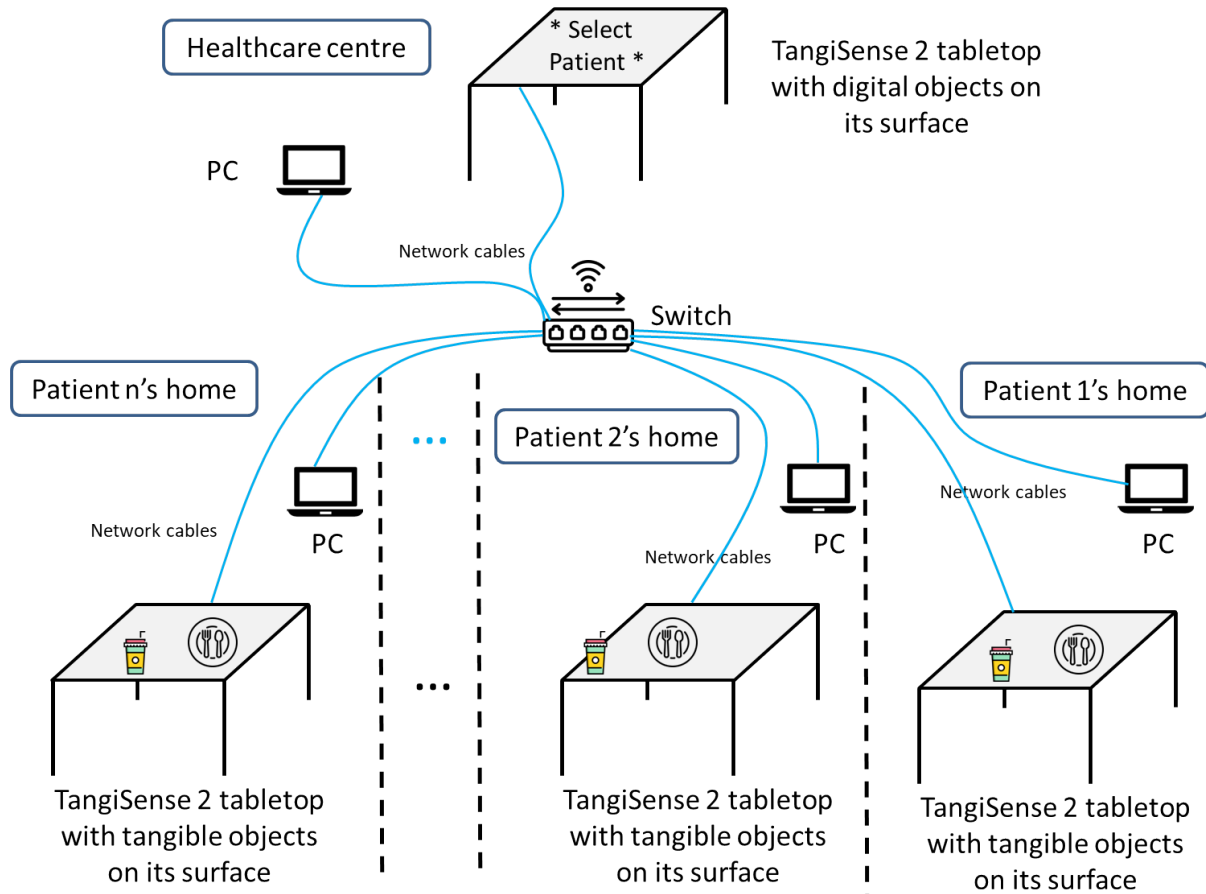 Healthcare centre
* Select
Patient *
TangiSense 2 tabletop
with digital objects on
its surface
PC
Network cables
Switch
Patient n's home
...
Patient 2's home
Patient 1's home
Network cables
PC
Network cables
PC
Network cables
PC
...
TangiSense 2 tabletop
with tangible objects
on its surface
TangiSense 2 tabletop
with tangible objects
on its surface
TangiSense 2 tabletop
with tangible objects
on its surface